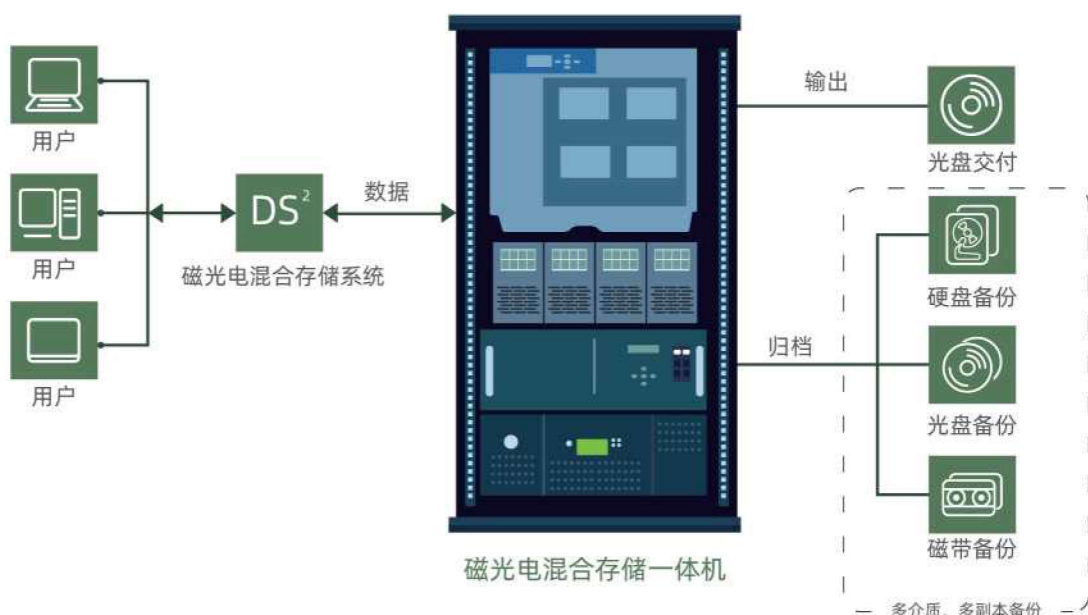 用户
用户
用户
DS²
磁光电混合存储系统
数据
磁光电混合存储一体机
输出
光盘交付
归档
硬盘备份
光盘备份
磁带备份
多介质、多副本备份